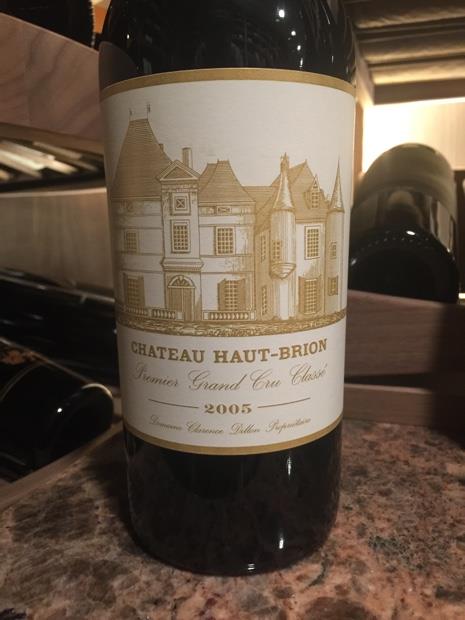 CHATEAU HAUT-BRION
Premier Grand Cru Classé
2005
Domaine Clarence Dillon Propriétaire